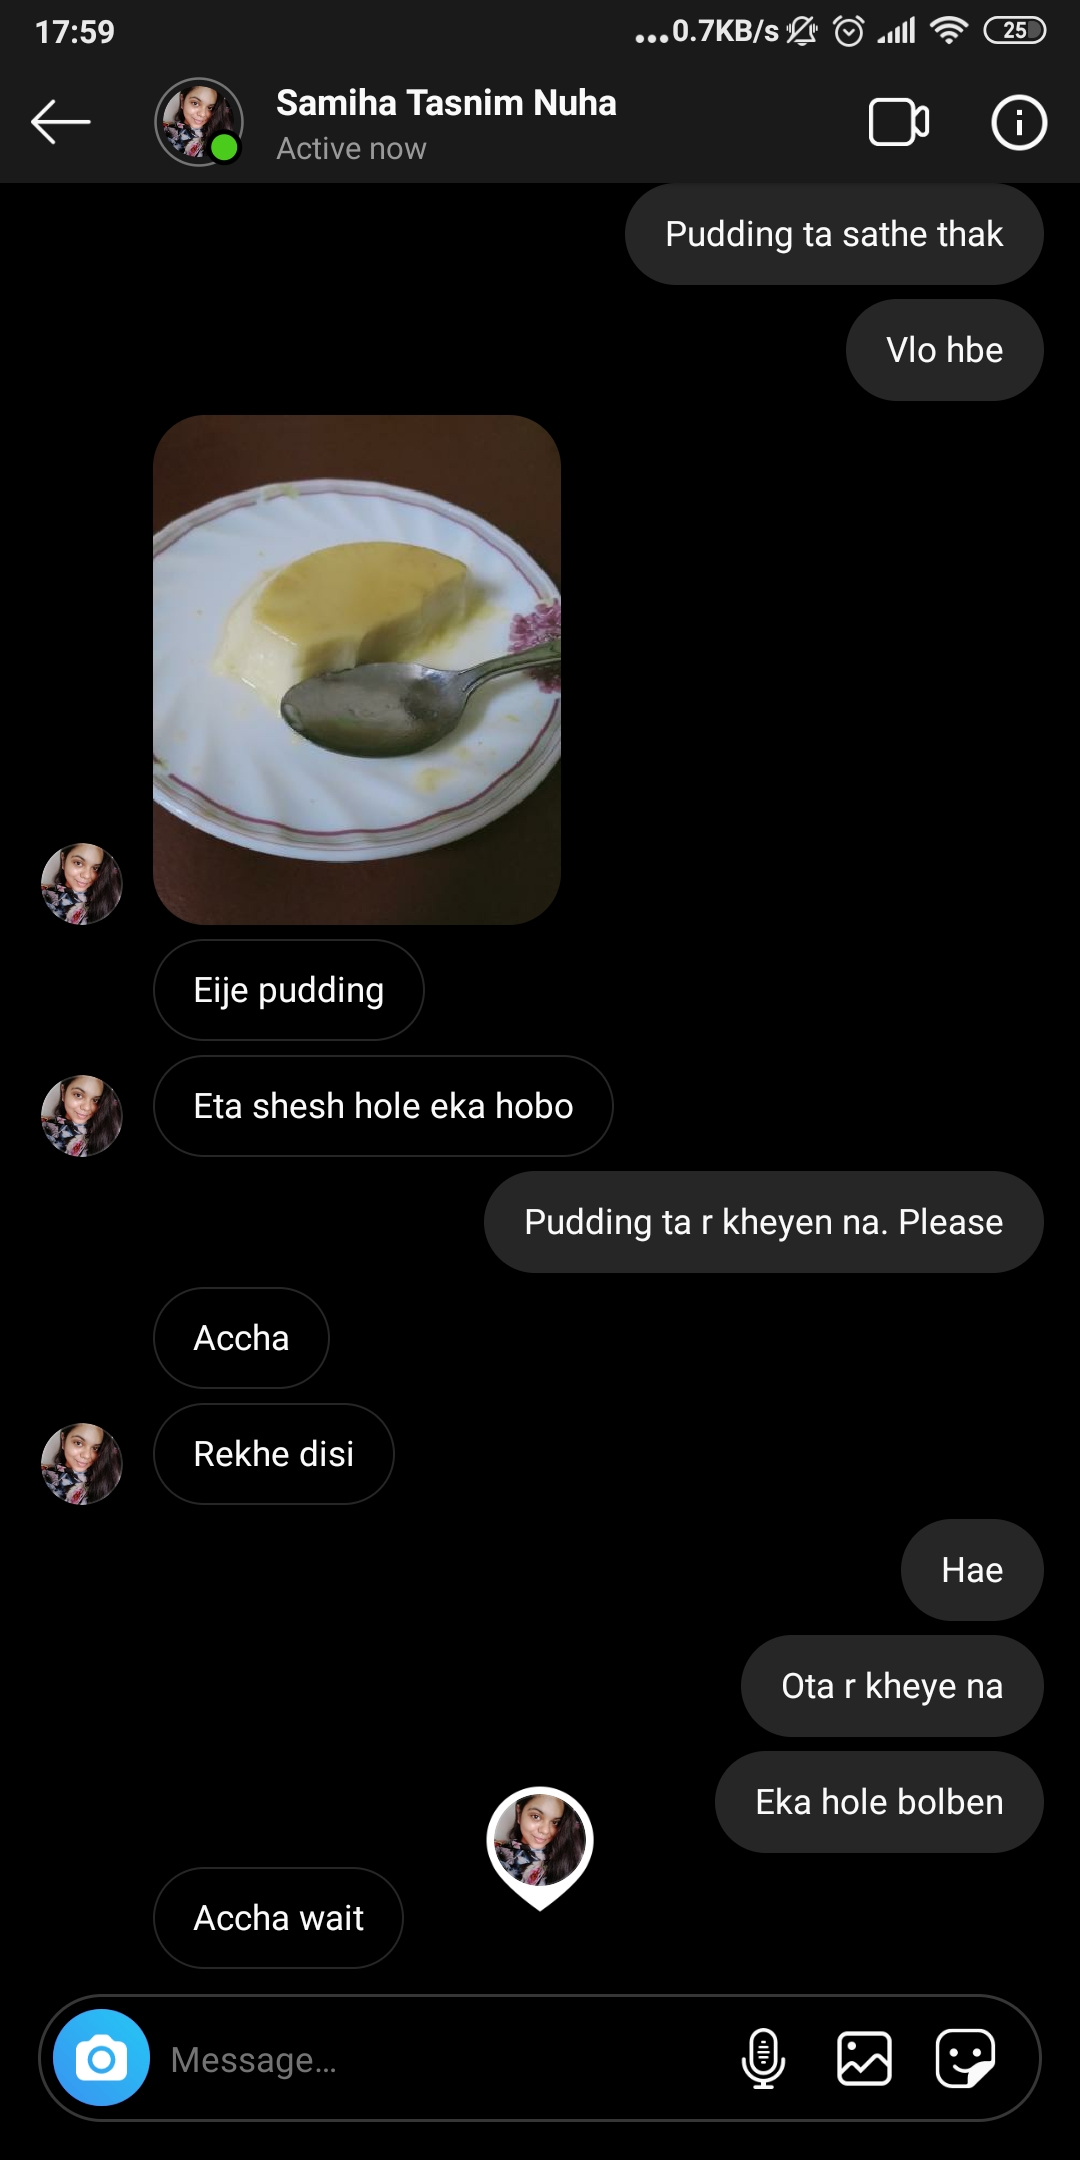 17:59
...0.7KB/s
25
Samiha Tasnim Nuha
Active now
Pudding ta sathe thak
Vlo hbe
Eije pudding
Eta shesh hole eka hobo
Pudding ta r kheyen na. Please
Accha
Rekhe disi
Hae
Ota r kheye na
Eka hole bolben
Accha wait
Message...